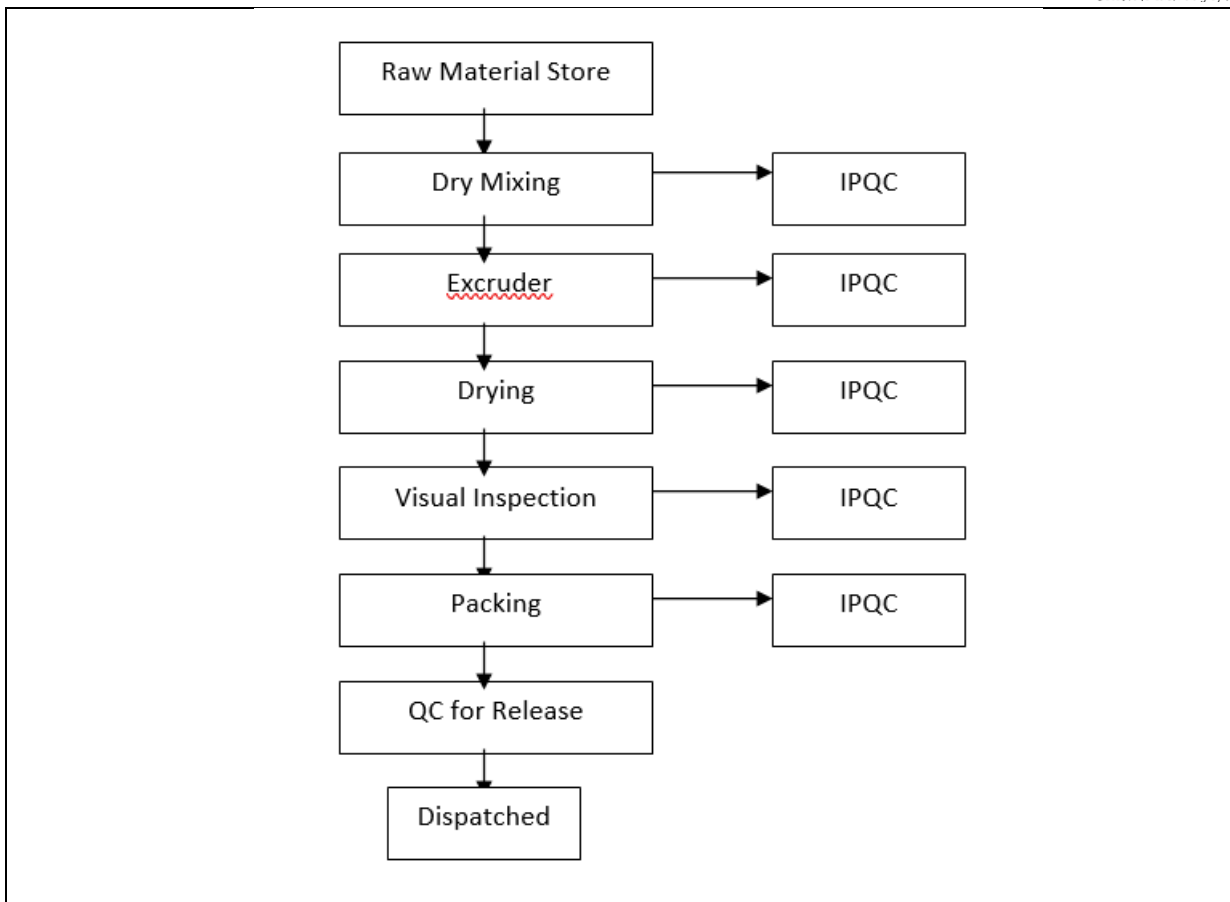 Raw Material Store
Dry Mixing
IPQC
Excruder
IPQC
Drying
IPQC
Visual Inspection
IPQC
Packing
IPQC
QC for Release
Dispatched